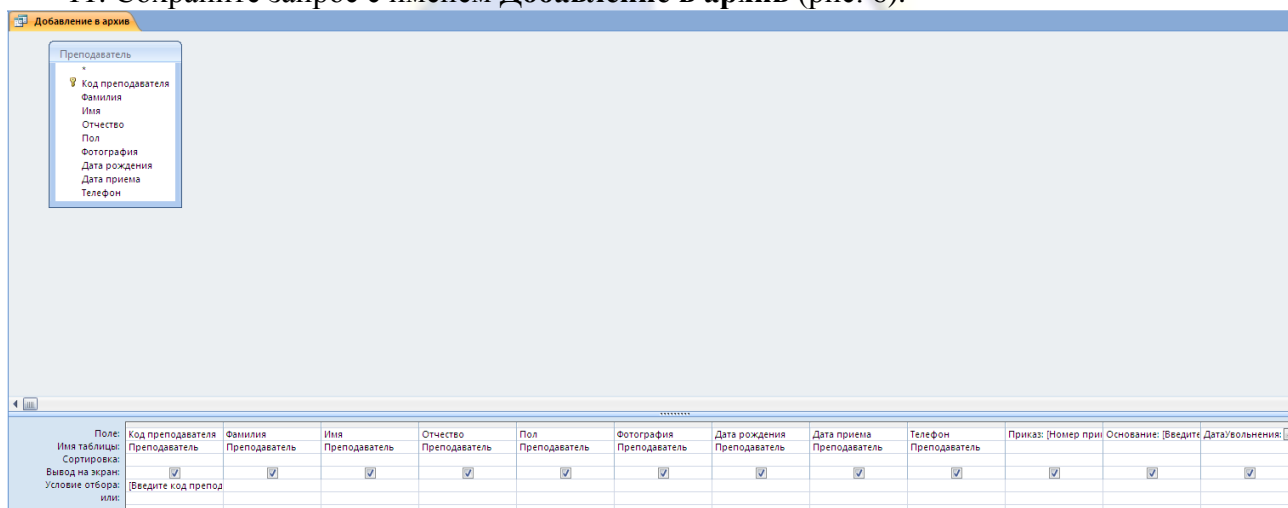 11. Сохраните запрос с именем Добавление в архив (рис. 6).
Добавление в архив
Преподаватель
*
Код преподавателя
Фамилия
Имя
Отчество
Пол
Фотография
Дата рождения
Дата приема
Телефон
Поле: Код преподавателя Фамилия Имя Отчество Пол Фотография Дата рождения Дата приема Телефон Приказ: [Номер при Основание: [Введите ДатаУвольнения:
Имя таблицы: Преподаватель Преподаватель Преподаватель Преподаватель Преподаватель Преподаватель Преподаватель Преподаватель Преподаватель
Сортировка:
Вывод на экран:
Условие отбора: [Введите код препод
или: